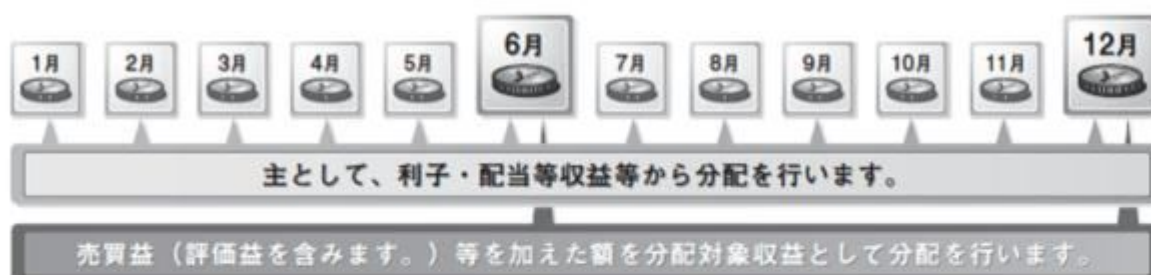 1月 2月 3月 4月 5月 6月 7月 8月 9月 10月 11月 12月
主として、利子・配当等収益等から分配を行います。
売買益（評価益を含みます。）等を加えた額を分配対象収益として分配を行います。